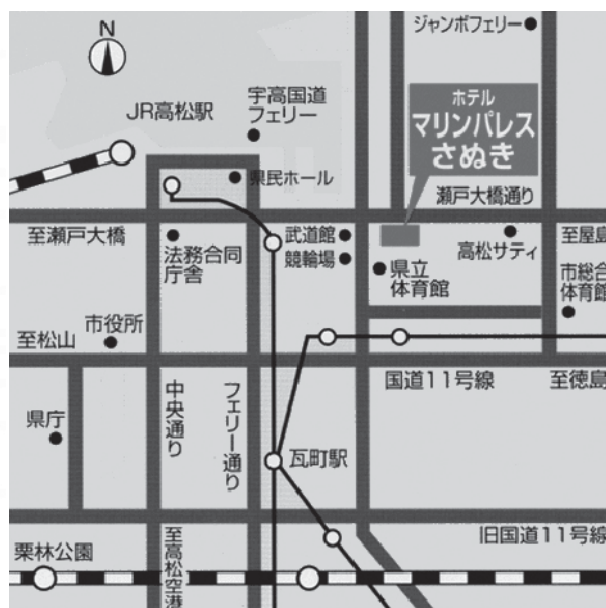 N
ジャンボフェリー
JR高松駅
宇高国道
フェリー
ホテル
マリンパレス
さぬき
県民ホール
瀬戸大橋通り
至瀬戸大橋
法務合同
庁舎
武道館
競輪場
高松サティ
至屋島
県立
体育館
市総合
体育館
市役所
至松山
国道11号線
至徳島
中央通り
フェリー通り
県庁
瓦町駅
旧国道11号線
栗林公園
至高松空港